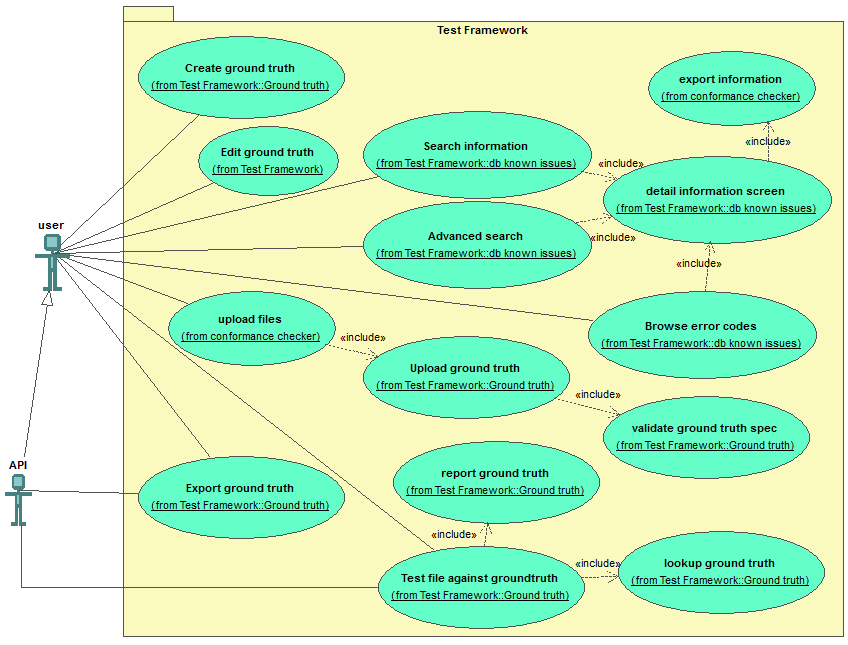 Test Framework
Create ground truth
(from Test Framework::Ground truth)
export information
(from conformance checker)
«include»
Edit ground truth
(from Test Framework)
Search information
(from Test Framework::db known issues)
«include»
detail information screen
(from Test Framework::db known issues)
user
Advanced search
(from Test Framework::db known issues)
«include»
«include»
upload files
(from conformance checker)
Browse error codes
(from Test Framework::db known issues)
«include»
Upload ground truth
(from Test Framework::Ground truth)
«include»
validate ground truth spec
(from Test Framework::Ground truth)
API
report ground truth
(from Test Framework::Ground truth)
Export ground truth
(from Test Framework::Ground truth)
«include»
«include»
lookup ground truth
(from Test Framework::Ground truth)
Test file against groundtruth
(from Test Framework::Ground truth)